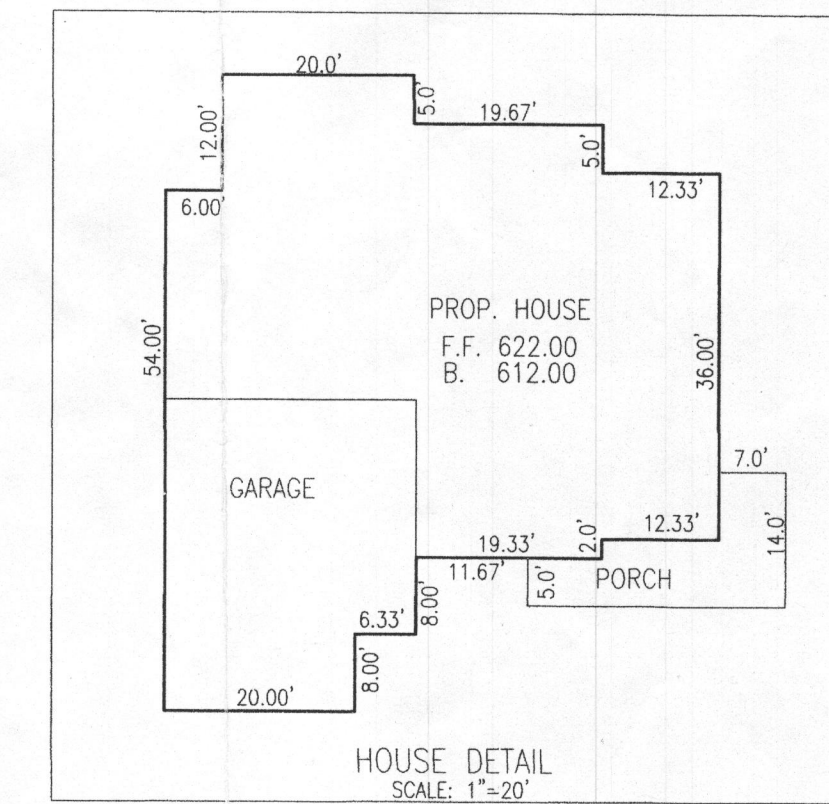 20.0'
5.0'
19.67'
12.00'
5.0'
12.33'
6.00'
PROP. HOUSE
F.F. 622.00
B. 612.00
54.00'
36.00'
7.0'
GARAGE
14.0'
12.33'
2.0'
19.33'
11.67'
5.0'
PORCH
8.00'
6.33'
8.00'
20.00'
HOUSE DETAIL
SCALE: 1"=20'